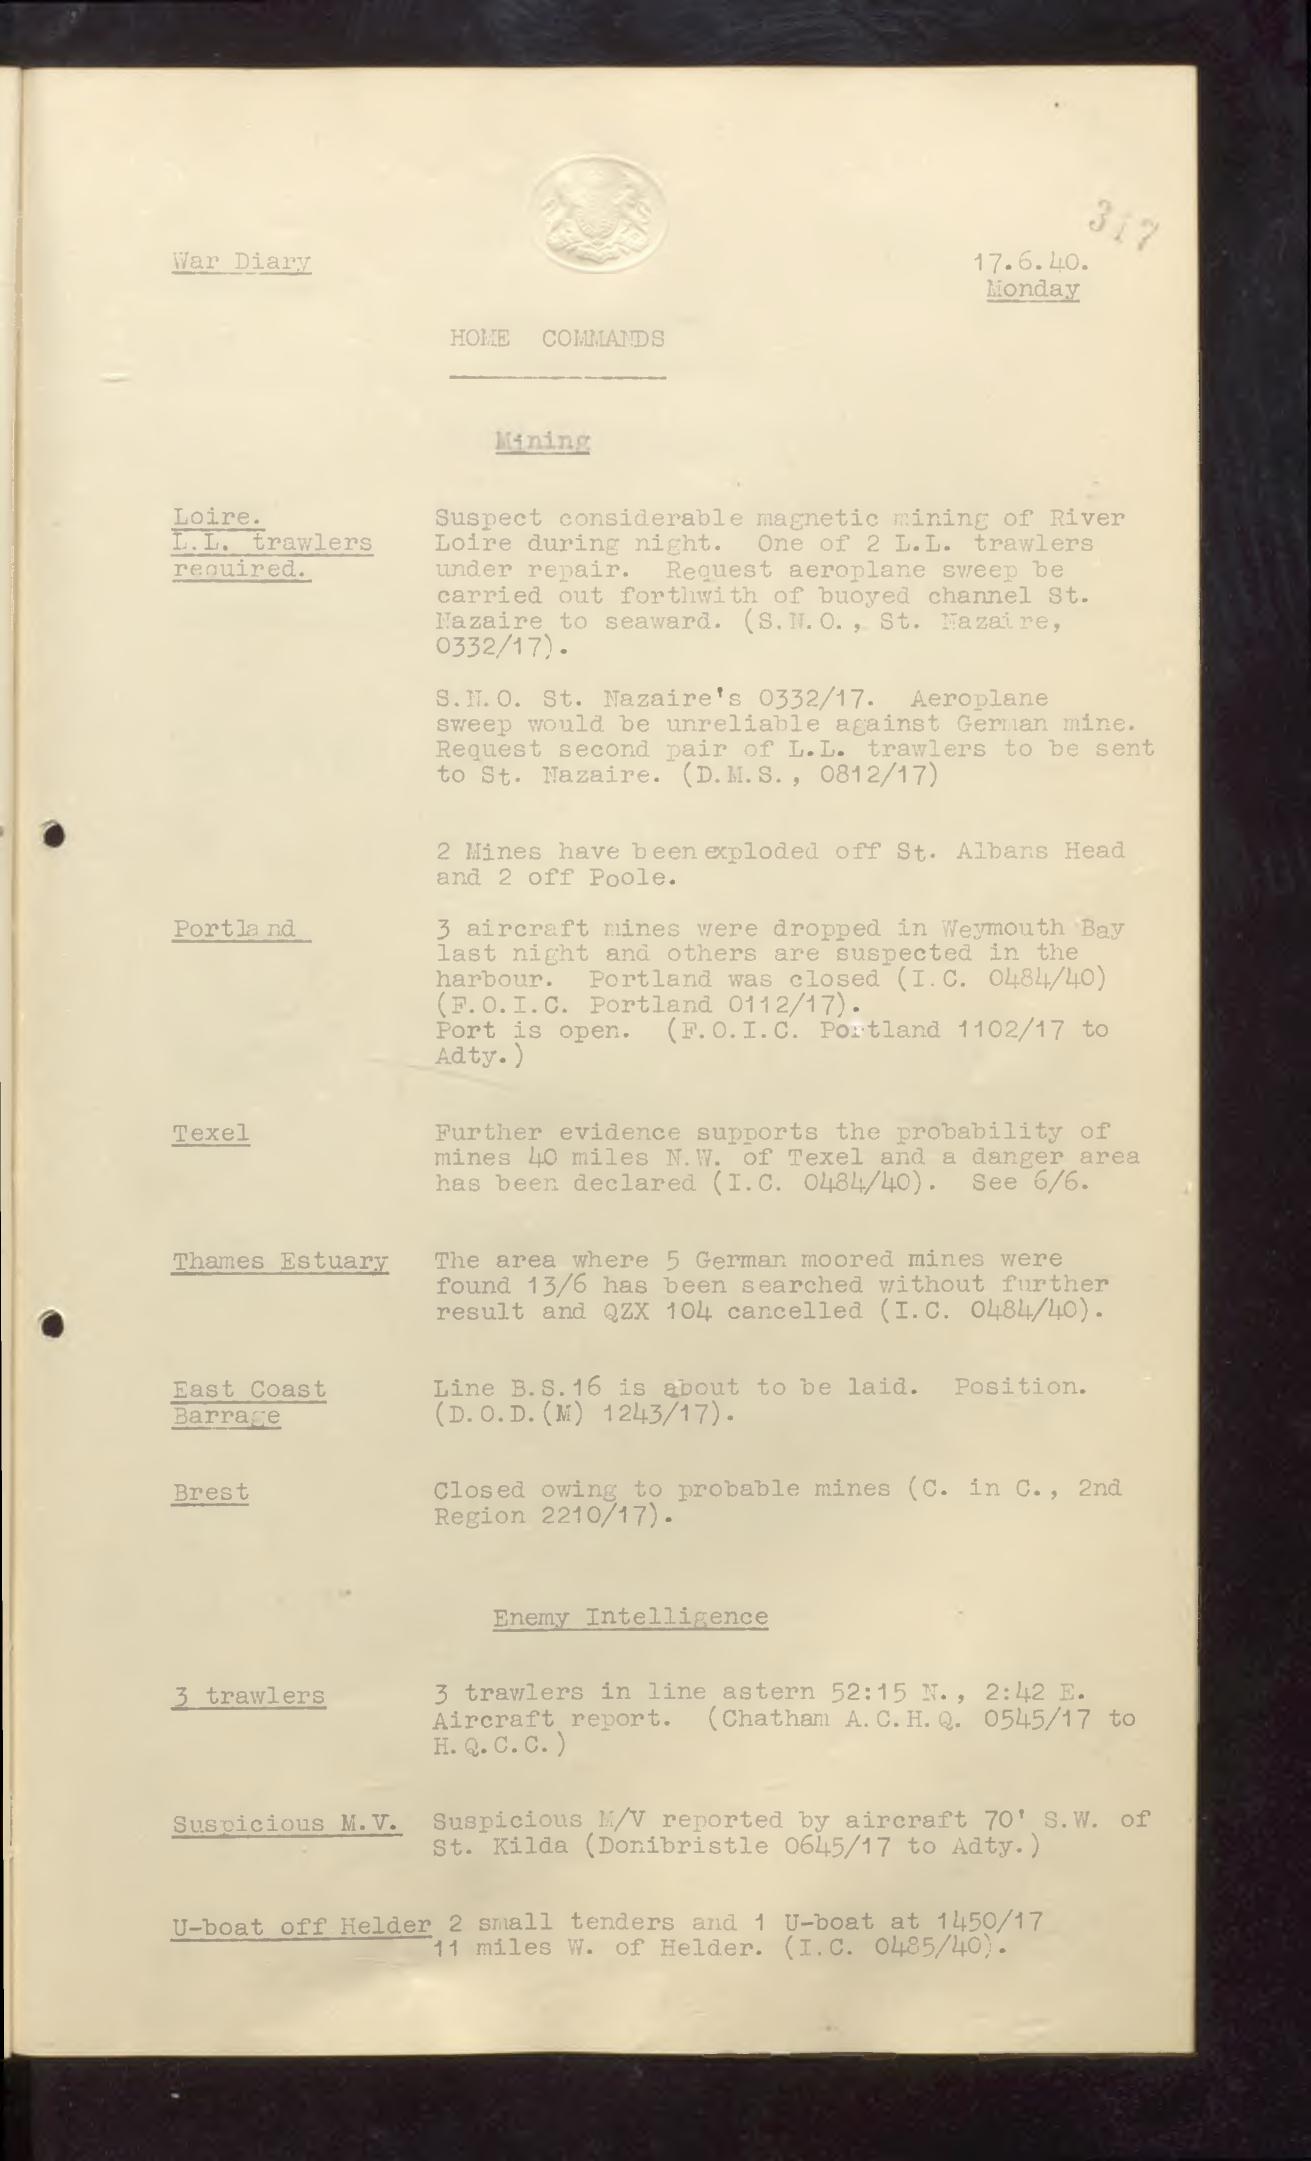 317
War Diary
17.6.40.
Monday
HOME COMMANDS
Mining
Loire.
L.L. trawlers
required.
Suspect considerable magnetic mining of River
Loire during night. One of 2 L.L. trawlers
under repair. Request aeroplane sweep be
carried out forthwith of buoyed channel St.
Nazaire to seaward. (S.N.O., St. Nazaire,
0332/17).
S.N.O. St. Nazaire's 0332/17. Aeroplane
sweep would be unreliable against German mine.
Request second pair of L.L. trawlers to be sent
to St. Nazaire. (D.M.S., 0812/17)
2 Mines have been exploded off St. Albans Head
and 2 off Poole.
Portland
3 aircraft mines were dropped in Weymouth Bay
last night and others are suspected in the
harbour. Portland was closed (I.C. 0484/40)
(F.O.I.C. Portland 0112/17).
Port is open. (F.O.I.C. Portland 1102/17 to
Adty.)
Texel
Further evidence supports the probability of
mines 40 miles N.W. of Texel and a danger area
has been declared (I.C. 0484/40). See 6/6.
Thames Estuary
The area where 5 German moored mines were
found 13/6 has been searched without further
result and QZX 104 cancelled (I.C. 0484/40).
East Coast
Barrage
Line B.S.16 is about to be laid. Position.
(D.O.D.(M) 1243/17).
Brest
Closed owing to probable mines (C. in C., 2nd
Region 2210/17).
Enemy Intelligence
3 trawlers
3 trawlers in line astern 52:15 N., 2:42 E.
Aircraft report. (Chatham A.C.H.Q. 0545/17 to
H.Q.C.C.)
Suspicious M.V.
Suspicious M/V reported by aircraft 70' S.W. of
St. Kilda (Donibristle 0645/17 to Adty.)
U-boat off Helder
2 small tenders and 1 U-boat at 1450/17
11 miles W. of Helder. (I.C. 0485/40).